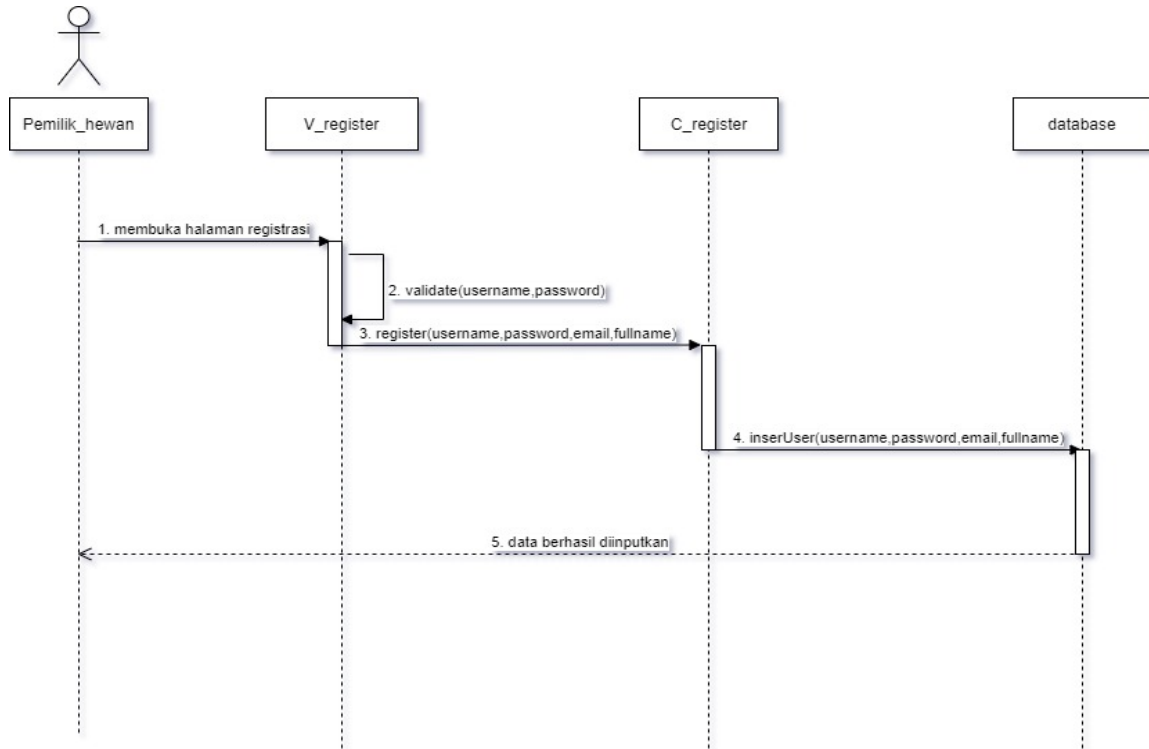 Pemilik_hewan
V_register
C_register
database
1. membuka halaman registrasi
2. validate(username,password)
3. register(username,password,email,fullname)
4. inserUser(username,password,email,fullname)
5. data berhasil diinputkan